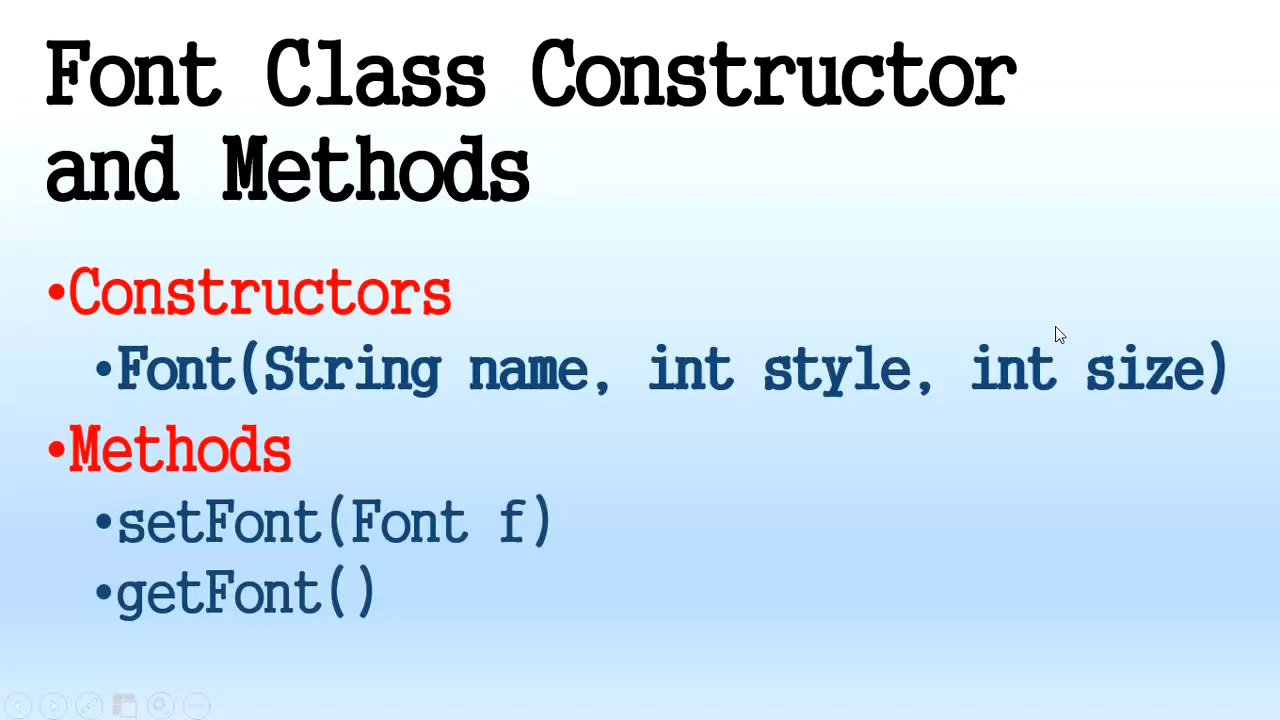 Font Class Constructor
and Methods
•Constructors
•Font(String name, int style, int size)
•Methods
•setFont(Font f)
•getFont()